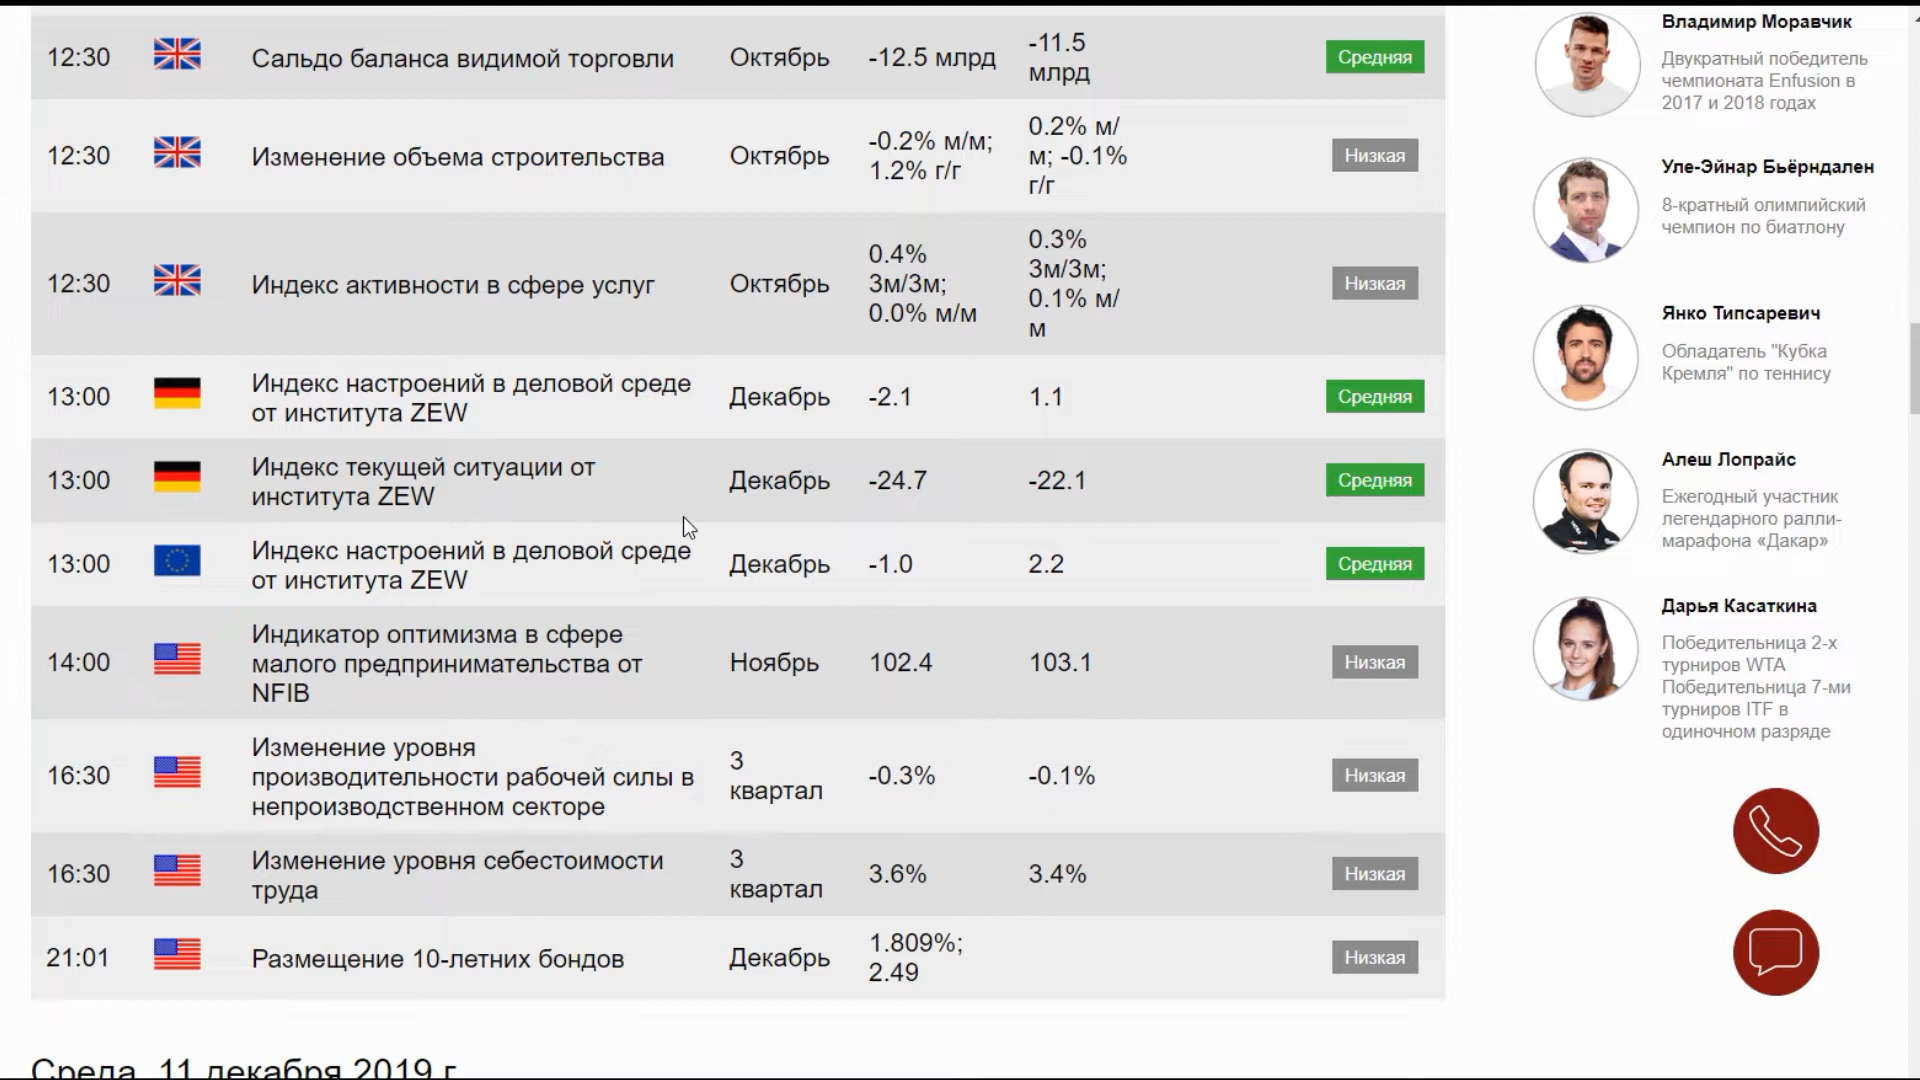 12:30 Сальдо баланса видимой торговли Октябрь -12.5 млрд -11.5
млрд Средняя
12:30 Изменение объема строительства Октябрь -0.2% м/м;
1.2% г/г 0.2% м/
м; -0.1%
г/г Низкая
12:30 Индекс активности в сфере услуг Октябрь 0.4%
3м/3м;
0.0% м/м 0.3%
3м/3м;
0.1% м/
м Низкая
13:00 Индекс настроений в деловой среде
от института ZEW Декабрь -2.1 1.1 Средняя
13:00 Индекс текущей ситуации от
института ZEW Декабрь -24.7 -22.1 Средняя
13:00 Индекс настроений в деловой среде
от института ZEW Декабрь -1.0 2.2 Средняя
14:00 Индикатор оптимизма в сфере
малого предпринимательства от
NFIB Ноябрь 102.4 103.1 Низкая
16:30 Изменение уровня
производительности рабочей силы в
непроизводственном секторе 3
квартал -0.3% -0.1% Низкая
16:30 Изменение уровня себестоимости
труда 3
квартал 3.6% 3.4% Низкая
21:01 Размещение 10-летних бондов Декабрь 1.809%;
2.49 Низкая
Среда, 11 декабря 2019 г.
Владимир Моравчик
Двукратный победитель
чемпионата Enfusion в
2017 и 2018 годах
Уле-Эйнар Бьёрндален
8-кратный олимпийский
чемпион по биатлону
Янко Типсаревич
Обладатель "Кубка
Кремля" по теннису
Алеш Лопрайс
Ежегодный участник
легендарного ралли-
марафона «Дакар»
Дарья Касаткина
Победительница 2-х
турниров WTA
Победительница 7-ми
турниров ITF в
одиночном разряде